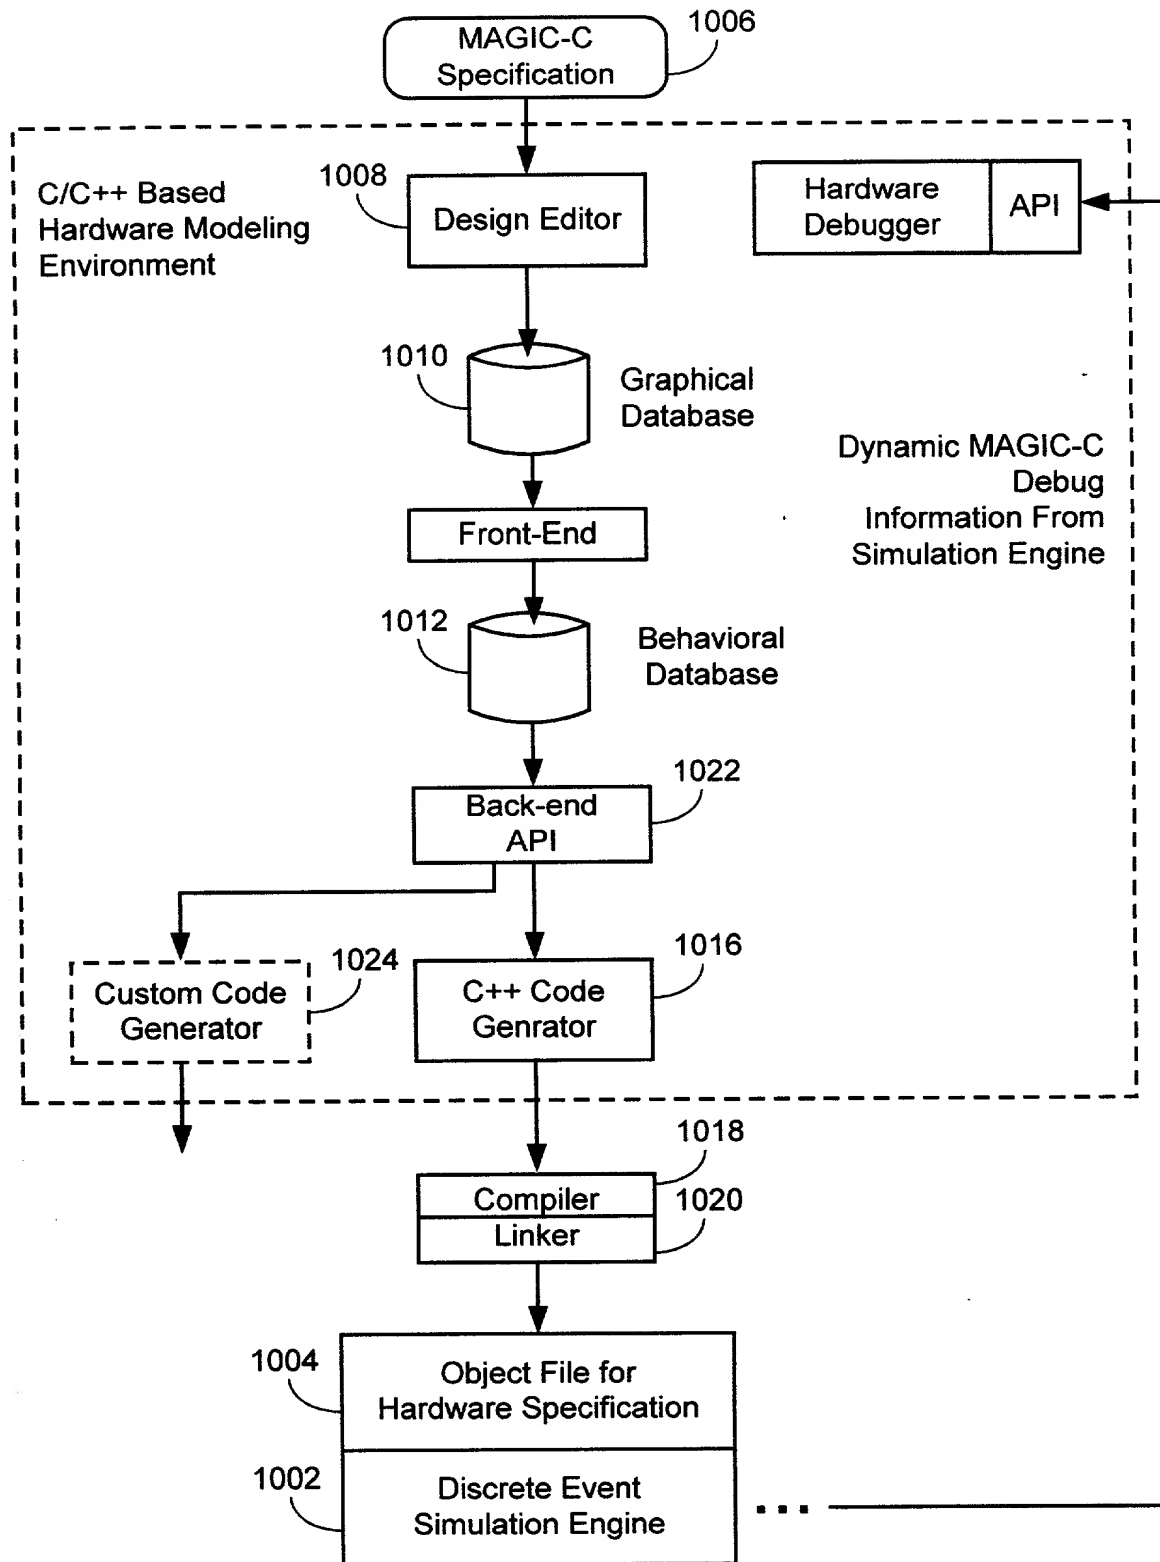 1006
MAGIC-C
Specification
C/C++ Based
Hardware Modeling
Environment
1008
Design Editor
Hardware
Debugger
API
1010
Graphical
Database
Dynamic MAGIC-C
Debug
Information From
Simulation Engine
Front-End
1012
Behavioral
Database
1022
Back-end
API
1024
Custom Code
Generator
1016
C++ Code
Genrator
1018
Compiler
1020
Linker
1004
Object File for
Hardware Specification
1002
Discrete Event
Simulation Engine
...